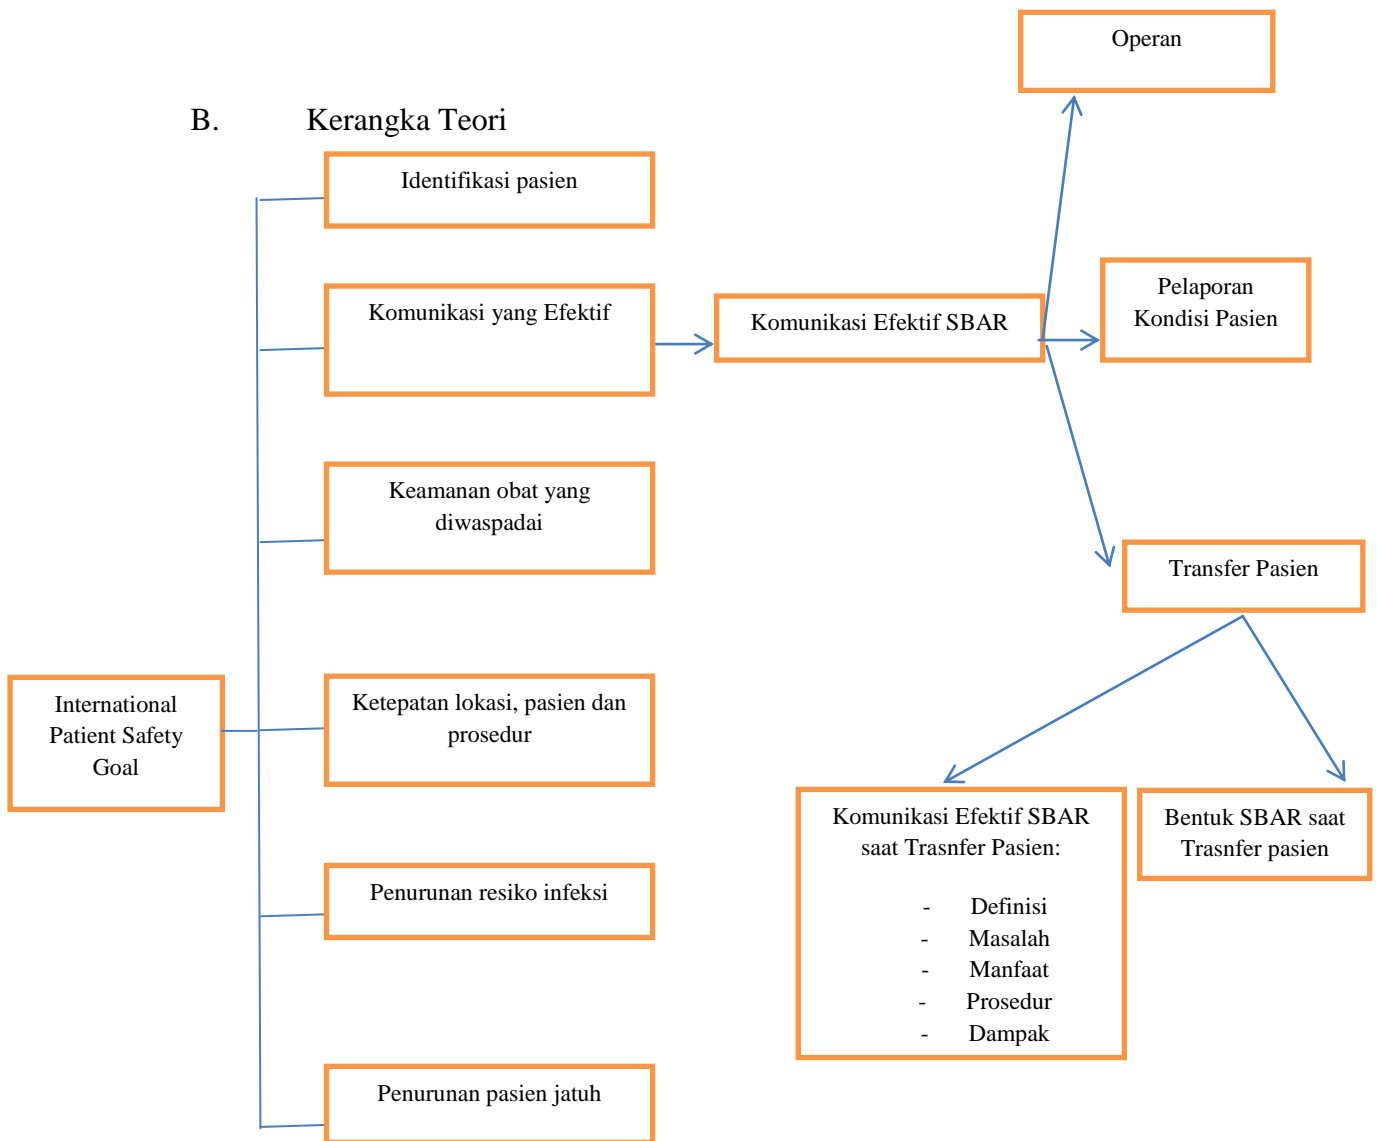 Operan
B. Kerangka Teori
Identifikasi pasien
Komunikasi yang Efektif
Komunikasi Efektif SBAR
Pelaporan
Kondisi Pasien
Keamanan obat yang
diwaspadai
Transfer Pasien
International
Patient Safety
Goal
Ketepatan lokasi, pasien dan
prosedur
Komunikasi Efektif SBAR
saat Trasnfer Pasien:
- Definisi
- Masalah
- Manfaat
- Prosedur
- Dampak
Bentuk SBAR saat
Trasnfer pasien
Penurunan resiko infeksi
Penurunan pasien jatuh